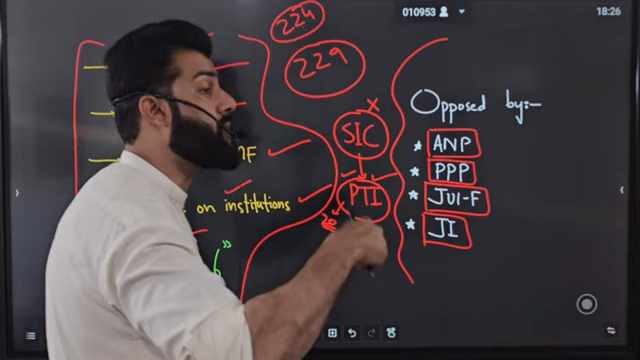 010953
18:26
224
229
Opposed by:-
SIC
* ANP
* PPP
PTI
* JUI-F
on institutions
* JI